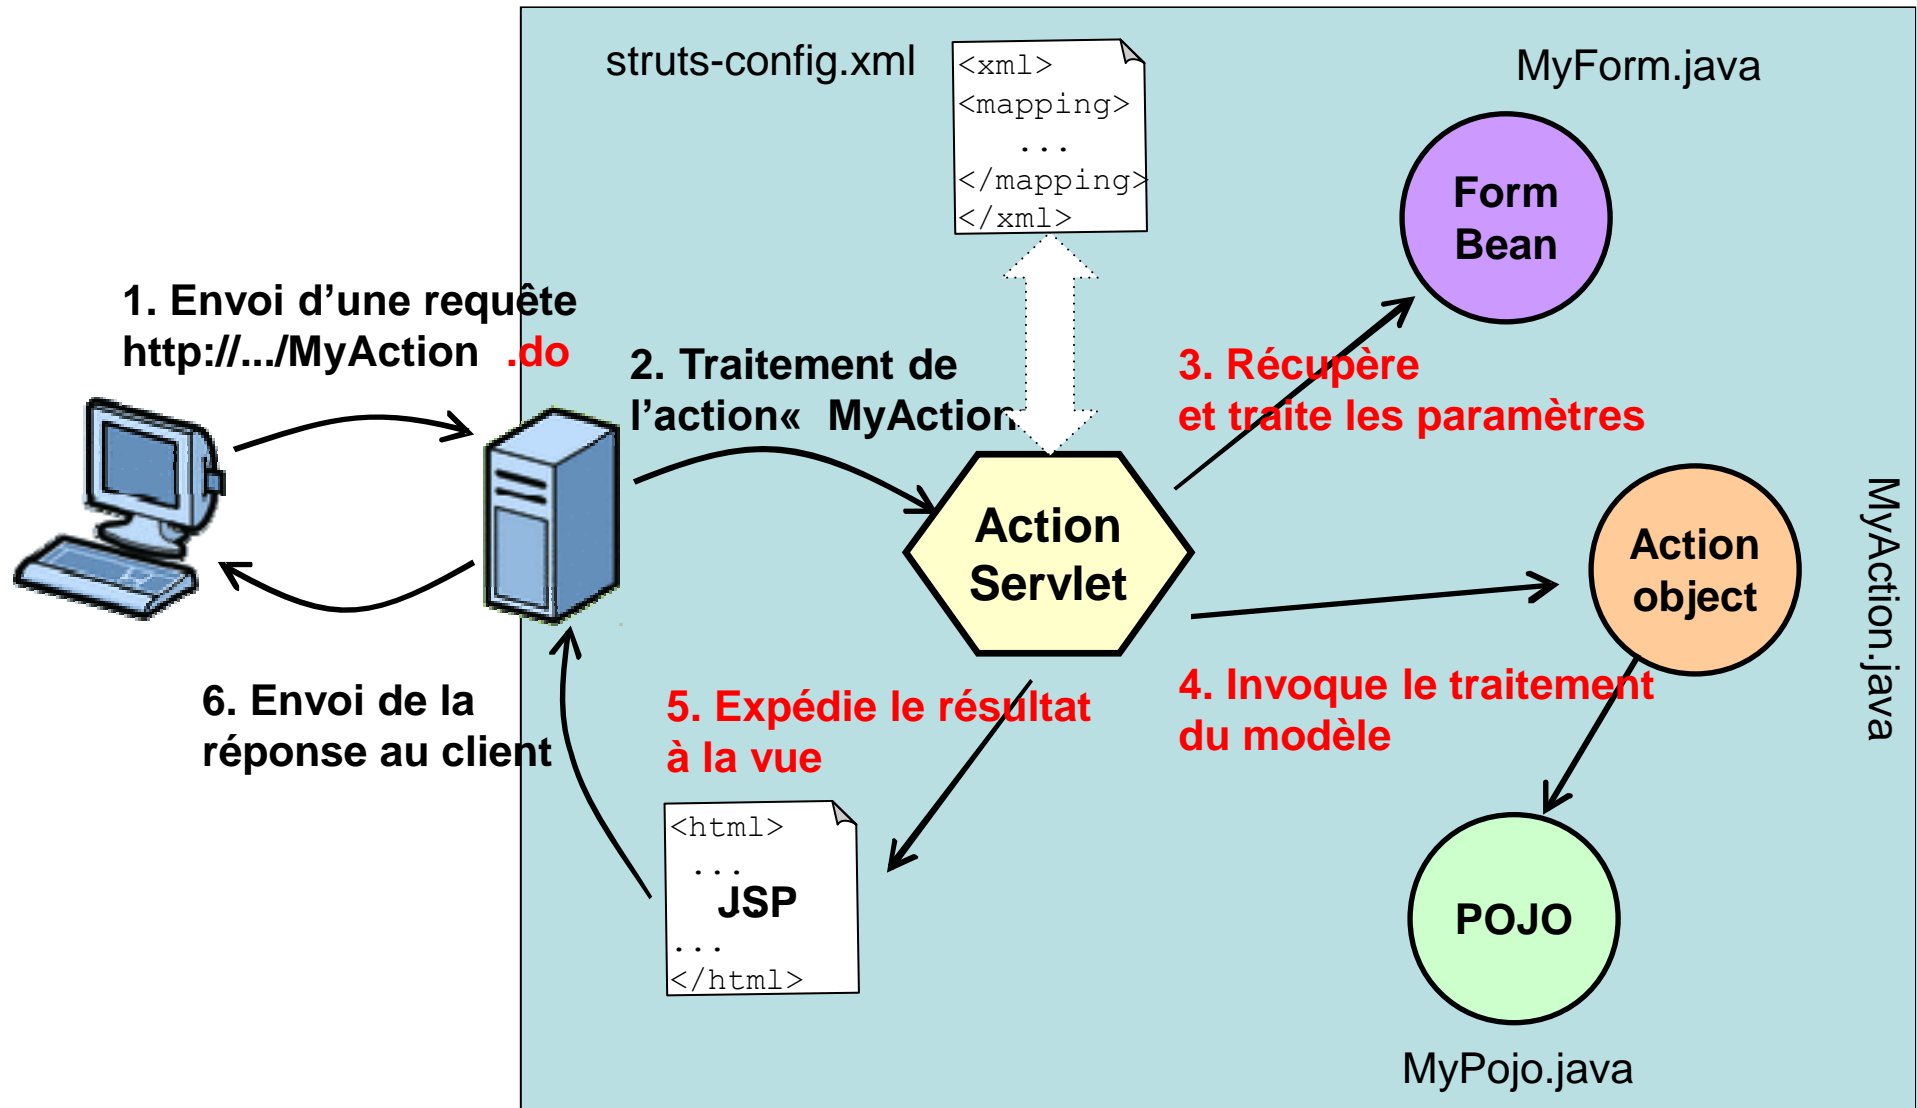 struts-config.xml
<xml>
<mapping>
...
</mapping>
</xml>
MyForm.java
Form
Bean
1. Envoi d’une requête
http://.../MyAction .do
2. Traitement de
l’action« MyAction
3. Récupère
et traite les paramètres
Action
Servlet
Action
object
MyAction.java
4. Invoque le traitement
du modèle
5. Expédie le résultat
à la vue
6. Envoi de la
réponse au client
<html>
...
JSP
...
</html>
POJO
MyPojo.java